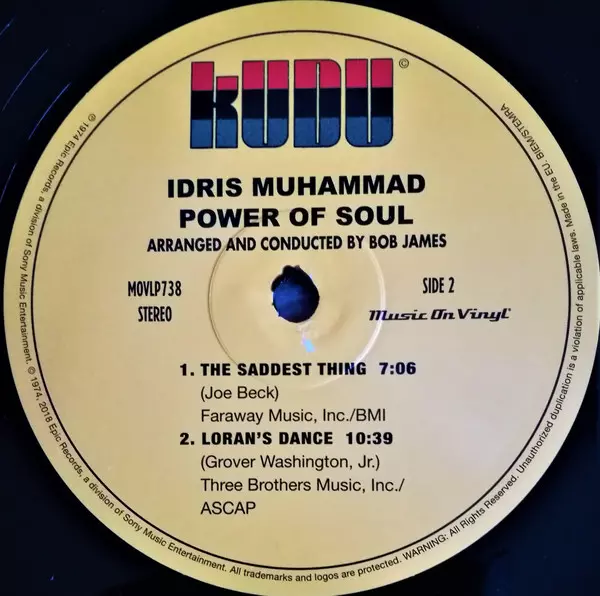 KUDU ©
IDRIS MUHAMMAD
POWER OF SOUL
ARRANGED AND CONDUCTED BY BOB JAMES
MOVLP738
STEREO
SIDE 2
Music On Vinyl
1. THE SADDEST THING 7:06
(Joe Beck)
Faraway Music, Inc./BMI
2. LORAN'S DANCE 10:39
(Grover Washington, Jr.)
Three Brothers Music, Inc./
ASCAP
℗ 1974 Epic Records, a division of Sony Music Entertainment. © 1974, 2018 Epic Records, a division of Sony Music Entertainment. All trademarks and logos are protected. WARNING: All Rights Reserved. Unauthorized duplication is a violation of applicable laws. Made in the EU. BIEM/STEMRA